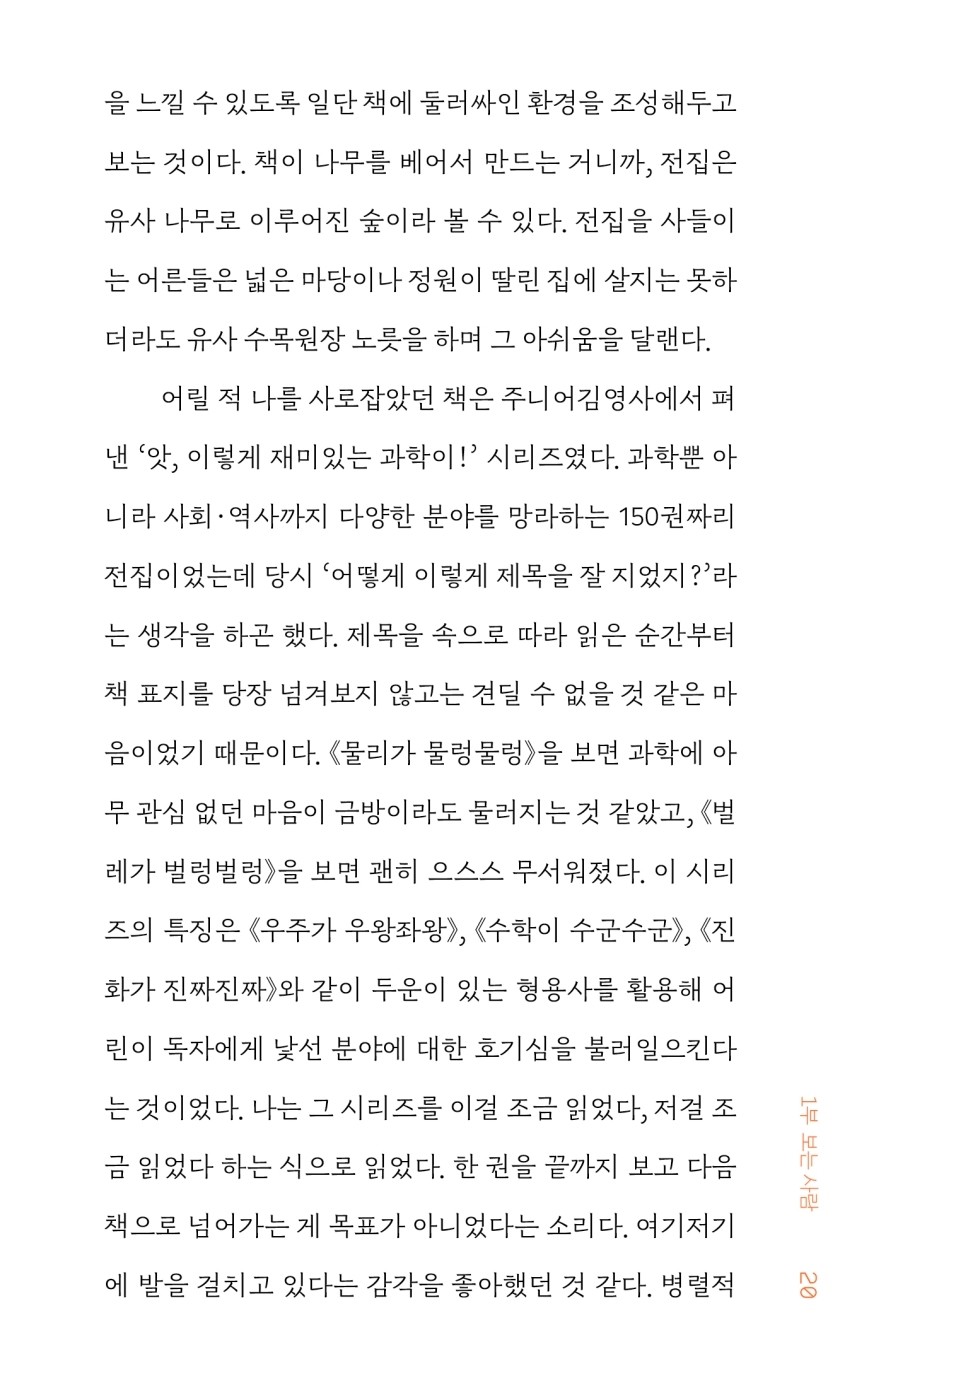 을 느낄 수 있도록 일단 책에 둘러싸인 환경을 조성해두고
보는 것이다. 책이 나무를 베어서 만드는 거니까, 전집은
유사 나무로 이루어진 숲이라 볼 수 있다. 전집을 사들이
는 어른들은 넓은 마당이나 정원이 딸린 집에 살지는 못하
더라도 유사 수목원장 노릇을 하며 그 아쉬움을 달랜다.
어릴 적 나를 사로잡았던 책은 주니어김영사에서 펴
낸 ‘앗, 이렇게 재미있는 과학이!’ 시리즈였다. 과학뿐 아
니라 사회·역사까지 다양한 분야를 망라하는 150권짜리
전집이었는데 당시 ‘어떻게 이렇게 제목을 잘 지었지?’라
는 생각을 하곤 했다. 제목을 속으로 따라 읽은 순간부터
책 표지를 당장 넘겨보지 않고는 견딜 수 없을 것 같은 마
음이었기 때문이다. 《물리가 물렁물렁》을 보면 과학에 아
무 관심 없던 마음이 금방이라도 물러지는 것 같았고, 《벌
레가 벌렁벌렁》을 보면 괜히 으스스 무서워졌다. 이 시리
즈의 특징은 《우주가 우왕좌왕》, 《수학이 수군수군》, 《진
화가 진짜진짜》와 같이 두운이 있는 형용사를 활용해 어
린이 독자에게 낯선 분야에 대한 호기심을 불러일으킨다
는 것이었다. 나는 그 시리즈를 이걸 조금 읽었다, 저걸 조
금 읽었다 하는 식으로 읽었다. 한 권을 끝까지 보고 다음
책으로 넘어가는 게 목표가 아니었다는 소리다. 여기저기
에 발을 걸치고 있다는 감각을 좋아했던 것 같다. 병렬적
1부 보는 사람
20